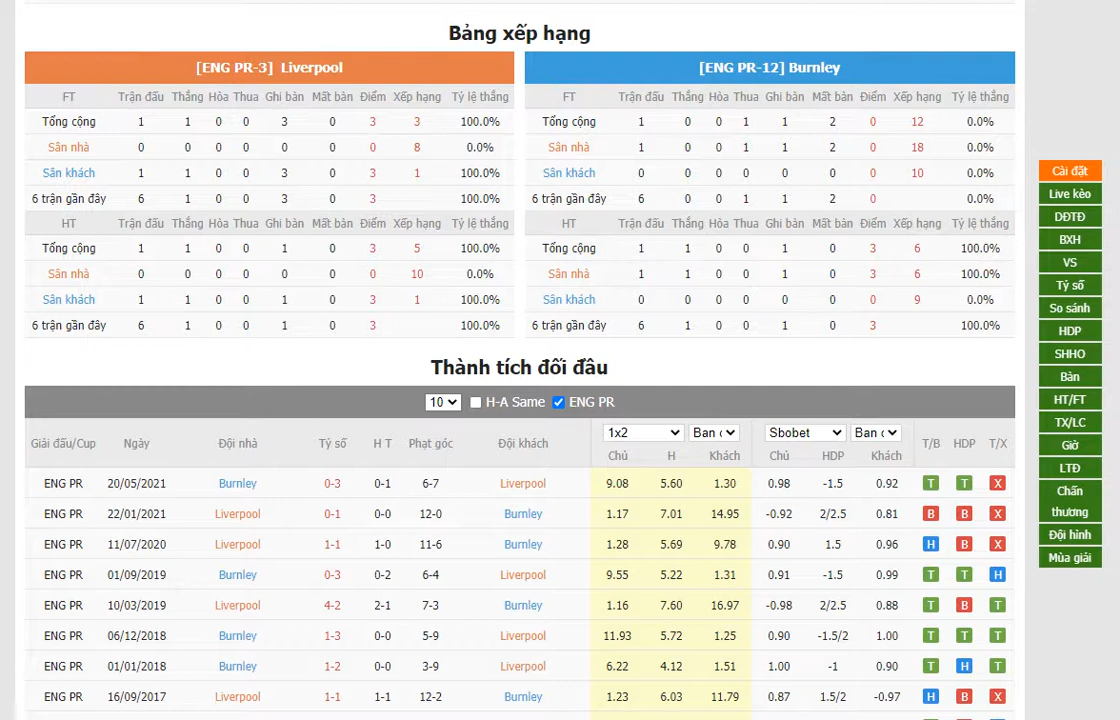 Bảng xếp hạng
[ENG PR-3] Liverpool
FT Trận đấu Thắng Hòa Thua Ghi bàn Mất bàn Điểm Xếp hạng Tỷ lệ thắng
Tổng cộng 1 1 0 0 3 0 3 3 100.0%
Sân nhà 0 0 0 0 0 0 0 8 0.0%
Sân khách 1 1 0 0 3 0 3 1 100.0%
6 trận gần đây 6 1 0 0 3 0 3 100.0%
HT Trận đấu Thắng Hòa Thua Ghi bàn Mất bàn Điểm Xếp hạng Tỷ lệ thắng
Tổng cộng 1 1 0 0 1 0 3 5 100.0%
Sân nhà 0 0 0 0 0 0 0 10 0.0%
Sân khách 1 1 0 0 1 0 3 1 100.0%
6 trận gần đây 6 1 0 0 1 0 3 100.0%
[ENG PR-12] Burnley
FT Trận đấu Thắng Hòa Thua Ghi bàn Mất bàn Điểm Xếp hạng Tỷ lệ thắng
Tổng cộng 1 0 0 1 1 2 0 12 0.0%
Sân nhà 1 0 0 1 1 2 0 18 0.0%
Sân khách 0 0 0 0 0 0 0 10 0.0%
6 trận gần đây 6 0 0 1 1 2 0 0.0%
HT Trận đấu Thắng Hòa Thua Ghi bàn Mất bàn Điểm Xếp hạng Tỷ lệ thắng
Tổng cộng 1 1 0 0 1 0 3 6 100.0%
Sân nhà 1 1 0 0 1 0 3 6 100.0%
Sân khách 0 0 0 0 0 0 0 9 0.0%
6 trận gần đây 6 1 0 0 1 0 3 100.0%
Thành tích đối đầu
10 H-A Same ENG PR
1x2 Ban c Sbobet Ban c
Giải đấu/Cup Ngày Đội nhà Tỷ số H T Phạt góc Đội khách T/B HDP T/X
Chủ H Khách Chủ HDP Khách
ENG PR 20/05/2021 Burnley 0-3 0-1 6-7 Liverpool 9.08 5.60 1.30 0.98 -1.5 0.92 T T X
ENG PR 22/01/2021 Liverpool 0-1 0-0 12-0 Burnley 1.17 7.01 14.95 -0.92 2/2.5 0.81 B B X
ENG PR 11/07/2020 Liverpool 1-1 1-0 11-6 Burnley 1.28 5.69 9.78 0.90 1.5 0.96 H B X
ENG PR 01/09/2019 Burnley 0-3 0-2 6-4 Liverpool 9.55 5.22 1.31 0.91 -1.5 0.99 T T H
ENG PR 10/03/2019 Liverpool 4-2 2-1 7-3 Burnley 1.16 7.60 16.97 -0.98 2/2.5 0.88 T B T
ENG PR 06/12/2018 Burnley 1-3 0-0 5-9 Liverpool 11.93 5.72 1.25 0.90 -1.5/2 1.00 T T T
ENG PR 01/01/2018 Burnley 1-2 0-0 3-9 Liverpool 6.22 4.12 1.51 1.00 -1 0.90 T H T
ENG PR 16/09/2017 Liverpool 1-1 1-1 12-2 Burnley 1.23 6.03 11.79 0.87 1.5/2 -0.97 H B X
Cài đặt
Live kèo
DĐTĐ
BXH
VS
Tỷ số
So sánh
HDP
SHHO
Bàn
HT/FT
TX/LC
Giờ
LTĐ
Chấn
thương
Đội hình
Mùa giải